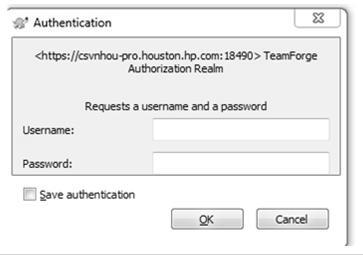 Authentication
<https://csvnhou-pro.houston.hp.com:18490> TeamForge
Authorization Realm
Requests a username and a password
Username:
Password:
Save authentication
OK
Cancel